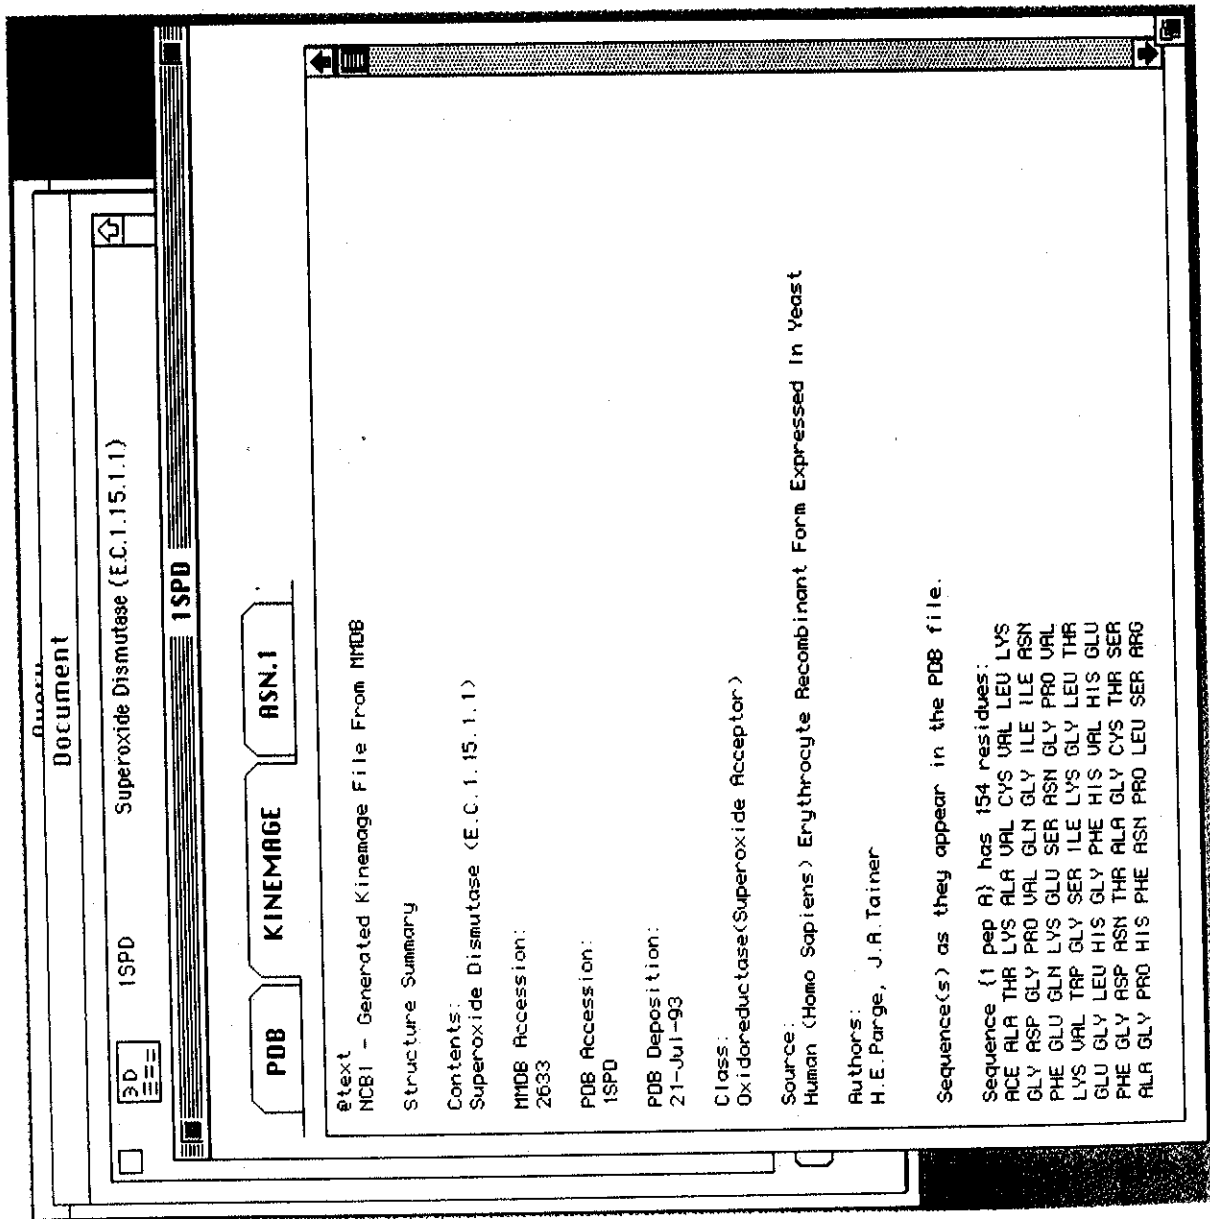 Document
3D
1SPD
Superoxide Dismutase (E.C.1.15.1.1)
1SPD
PDB
KINEMAGE
ASN.1
@text
NCBI - Generated Kinemage File From MMDB
Structure Summary
Contents:
Superoxide Dismutase (E.C.1.15.1.1)
MMDB Accession:
2633
PDB Accession:
1SPD
PDB Deposition:
21-Jul-93
Class:
Oxidoreductase(Superoxide Acceptor)
Source:
Human (Homo Sapiens) Erythrocyte Recombinant Form Expressed In Yeast
Authors:
H.E.Parge, J.A.Tainer
Sequence(s) as they appear in the PDB file.
Sequence {1 pep A} has 154 residues:
ACE ALA THR LYS ALA VAL CYS VAL LEU LYS
GLY ASP GLY PRO VAL GLN GLY ILE ILE ASN
PHE GLU GLN LYS GLU SER ASN GLY PRO VAL
LYS VAL TRP GLY SER ILE LYS GLY LEU THR
GLU GLY LEU HIS GLY PHE HIS VAL HIS GLU
PHE GLY ASP ASN THR ALA GLY CYS THR SER
ALA GLY PRO HIS PHE ASN PRO LEU SER ARG